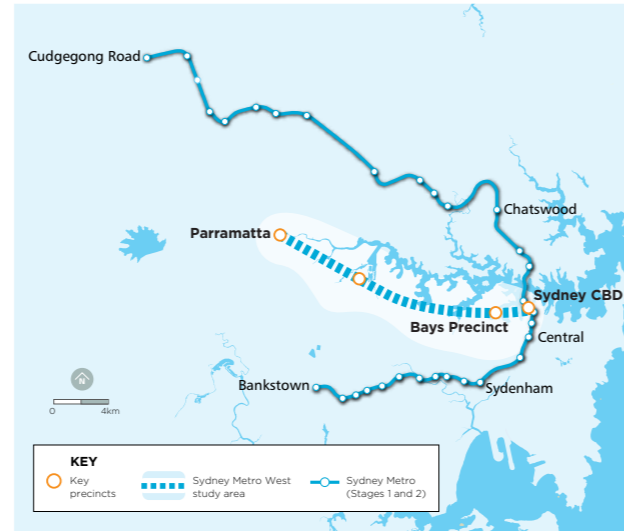 Cudgegong Road
Chatswood
Parramatta
Sydney CBD
Bays Precinct
Central
Bankstown
Sydenham
N
0 4km
KEY
Key
precincts
Sydney Metro West
study area
Sydney Metro
(Stages 1 and 2)